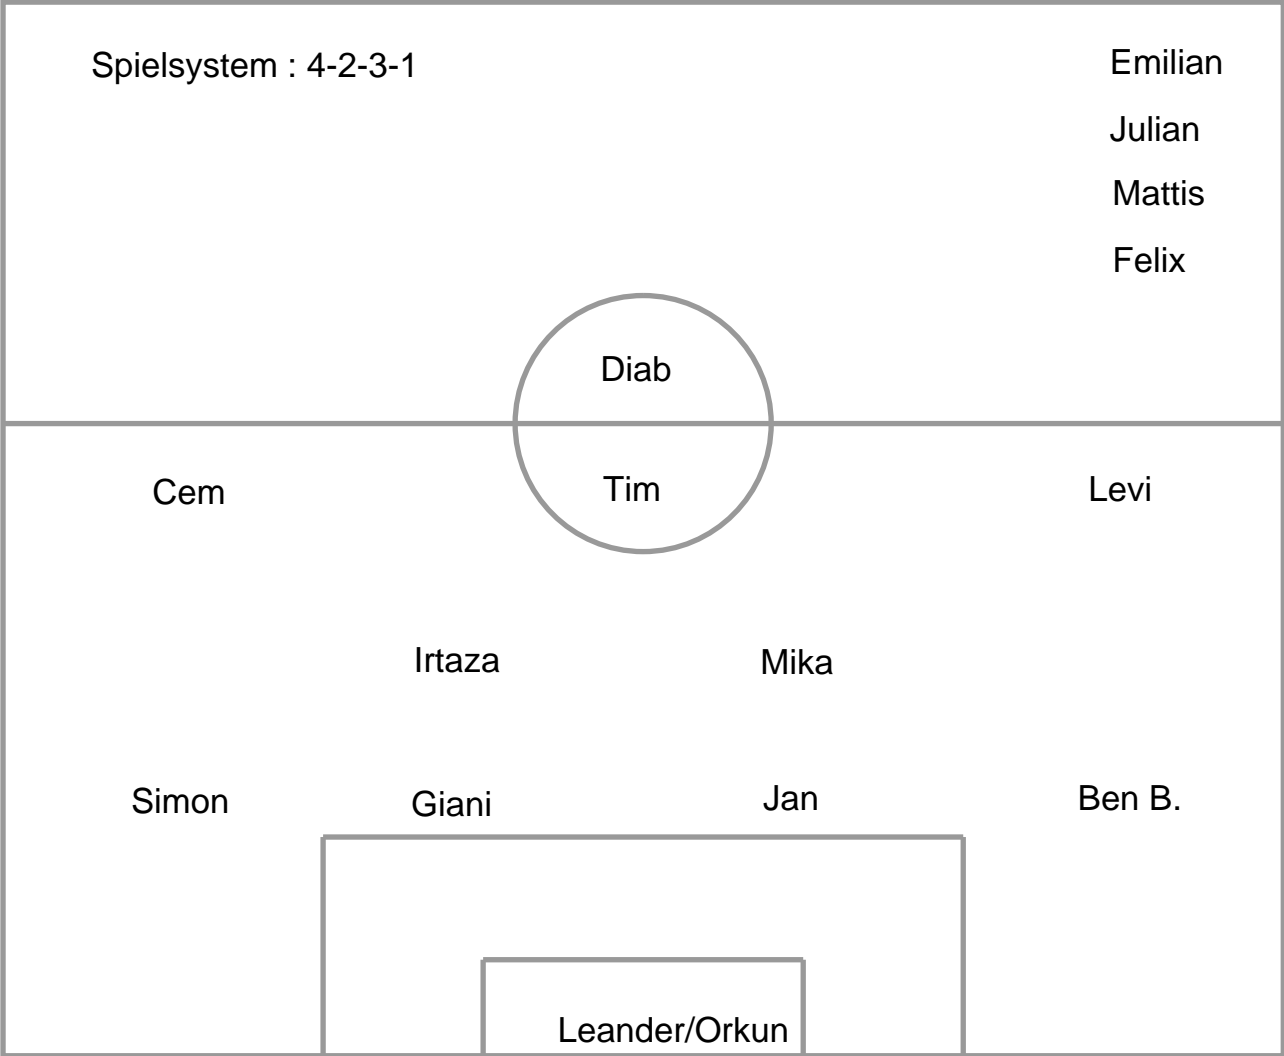 Spielsystem : 4-2-3-1
Emilian
Julian
Mattis
Felix
Diab
Cem Tim Levi
Irtaza Mika
Simon Giani Jan Ben B.
Leander/Orkun